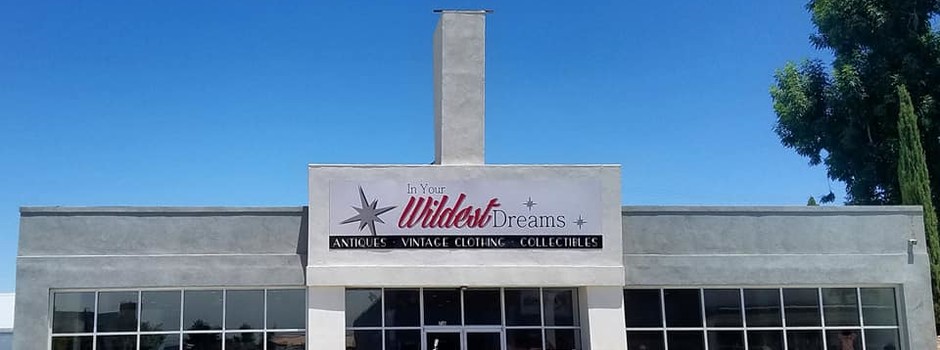 In Your
Wildest Dreams
ANTIQUES · VINTAGE CLOTHING · COLLECTIBLES